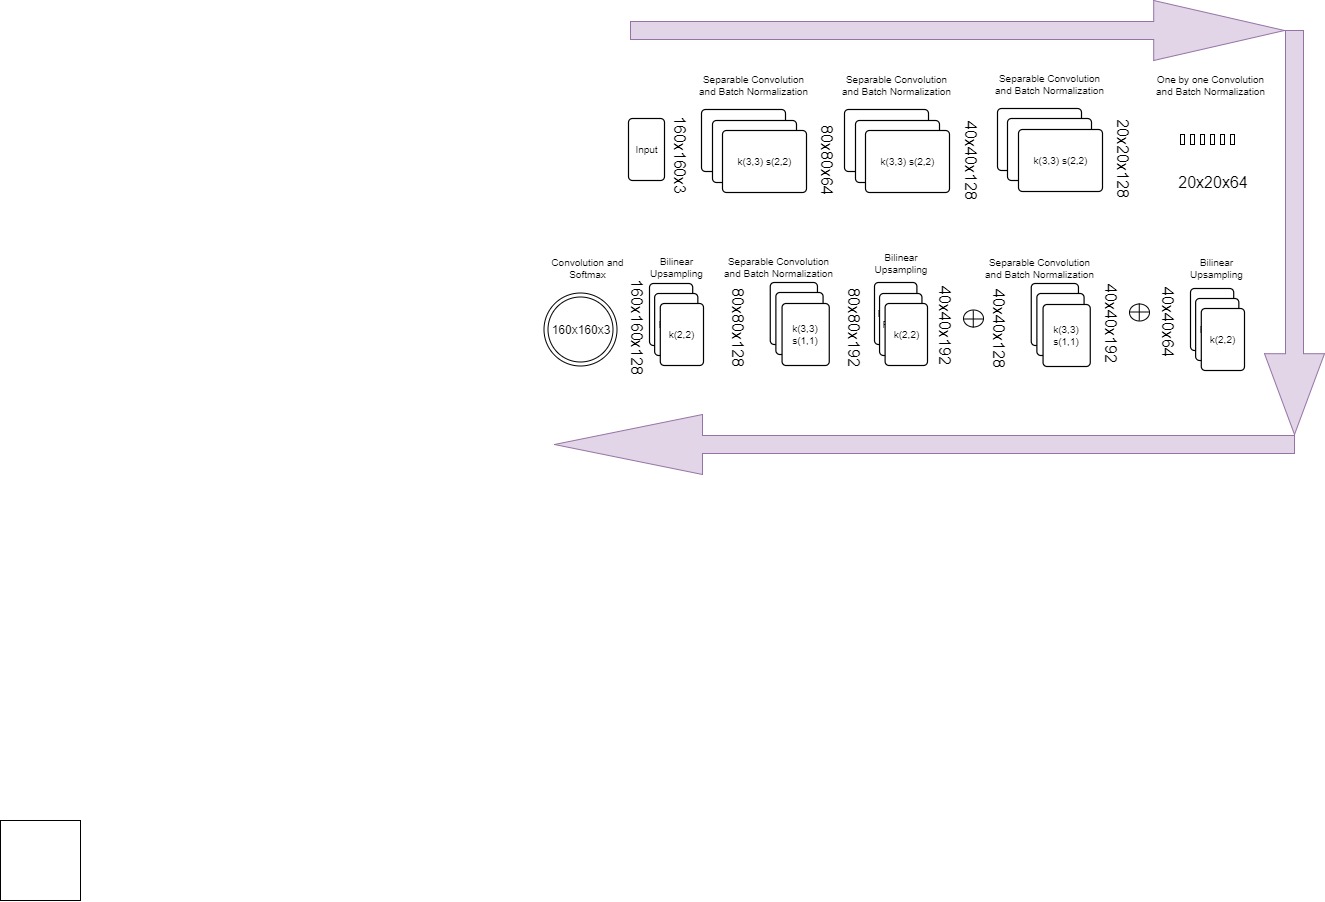 Separable Convolution
and Batch Normalization
Separable Convolution
and Batch Normalization
Separable Convolution
and Batch Normalization
One by one Convolution
and Batch Normalization
Input
160x160x3
k(3,3) s(2,2)
80x80x64
k(3,3) s(2,2)
40x40x128
k(3,3) s(2,2)
20x20x128
20x20x64
Convolution and
Softmax
Bilinear
Upsampling
Separable Convolution
and Batch Normalization
Bilinear
Upsampling
Separable Convolution
and Batch Normalization
Bilinear
Upsampling
160x160x3
160x160x128
k(2,2)
80x80x128
k(3,3)
s(1,1)
80x80x192
k(2,2)
40x40x192
40x40x128
k(3,3)
s(1,1)
40x40x192
40x40x64
k(2,2)